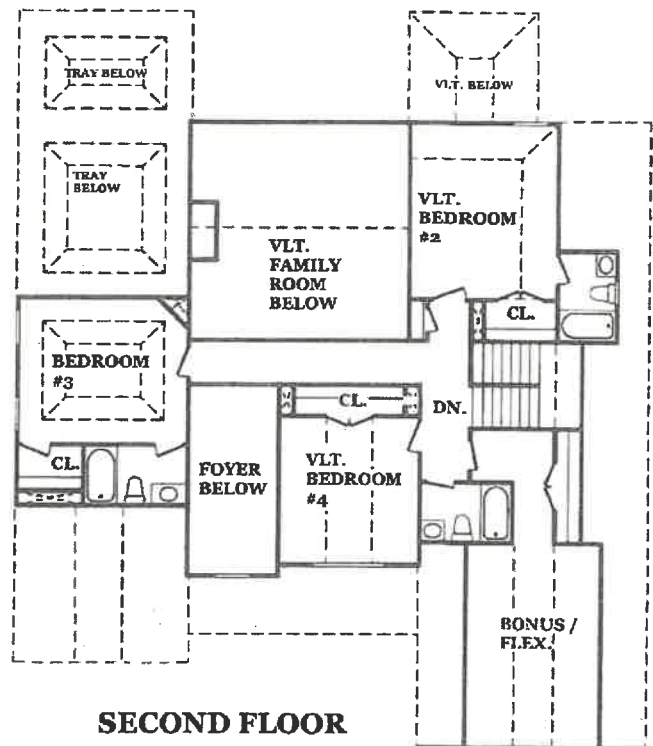 TRAY BELOW
VLT. BELOW
TRAY
BELOW
VLT.
BEDROOM
#2
VLT.
FAMILY
ROOM
BELOW
CL.
BEDROOM
#3
CL.
DN.
CL.
FOYER
BELOW
VLT.
BEDROOM
#4
BONUS /
FLEX.
SECOND FLOOR